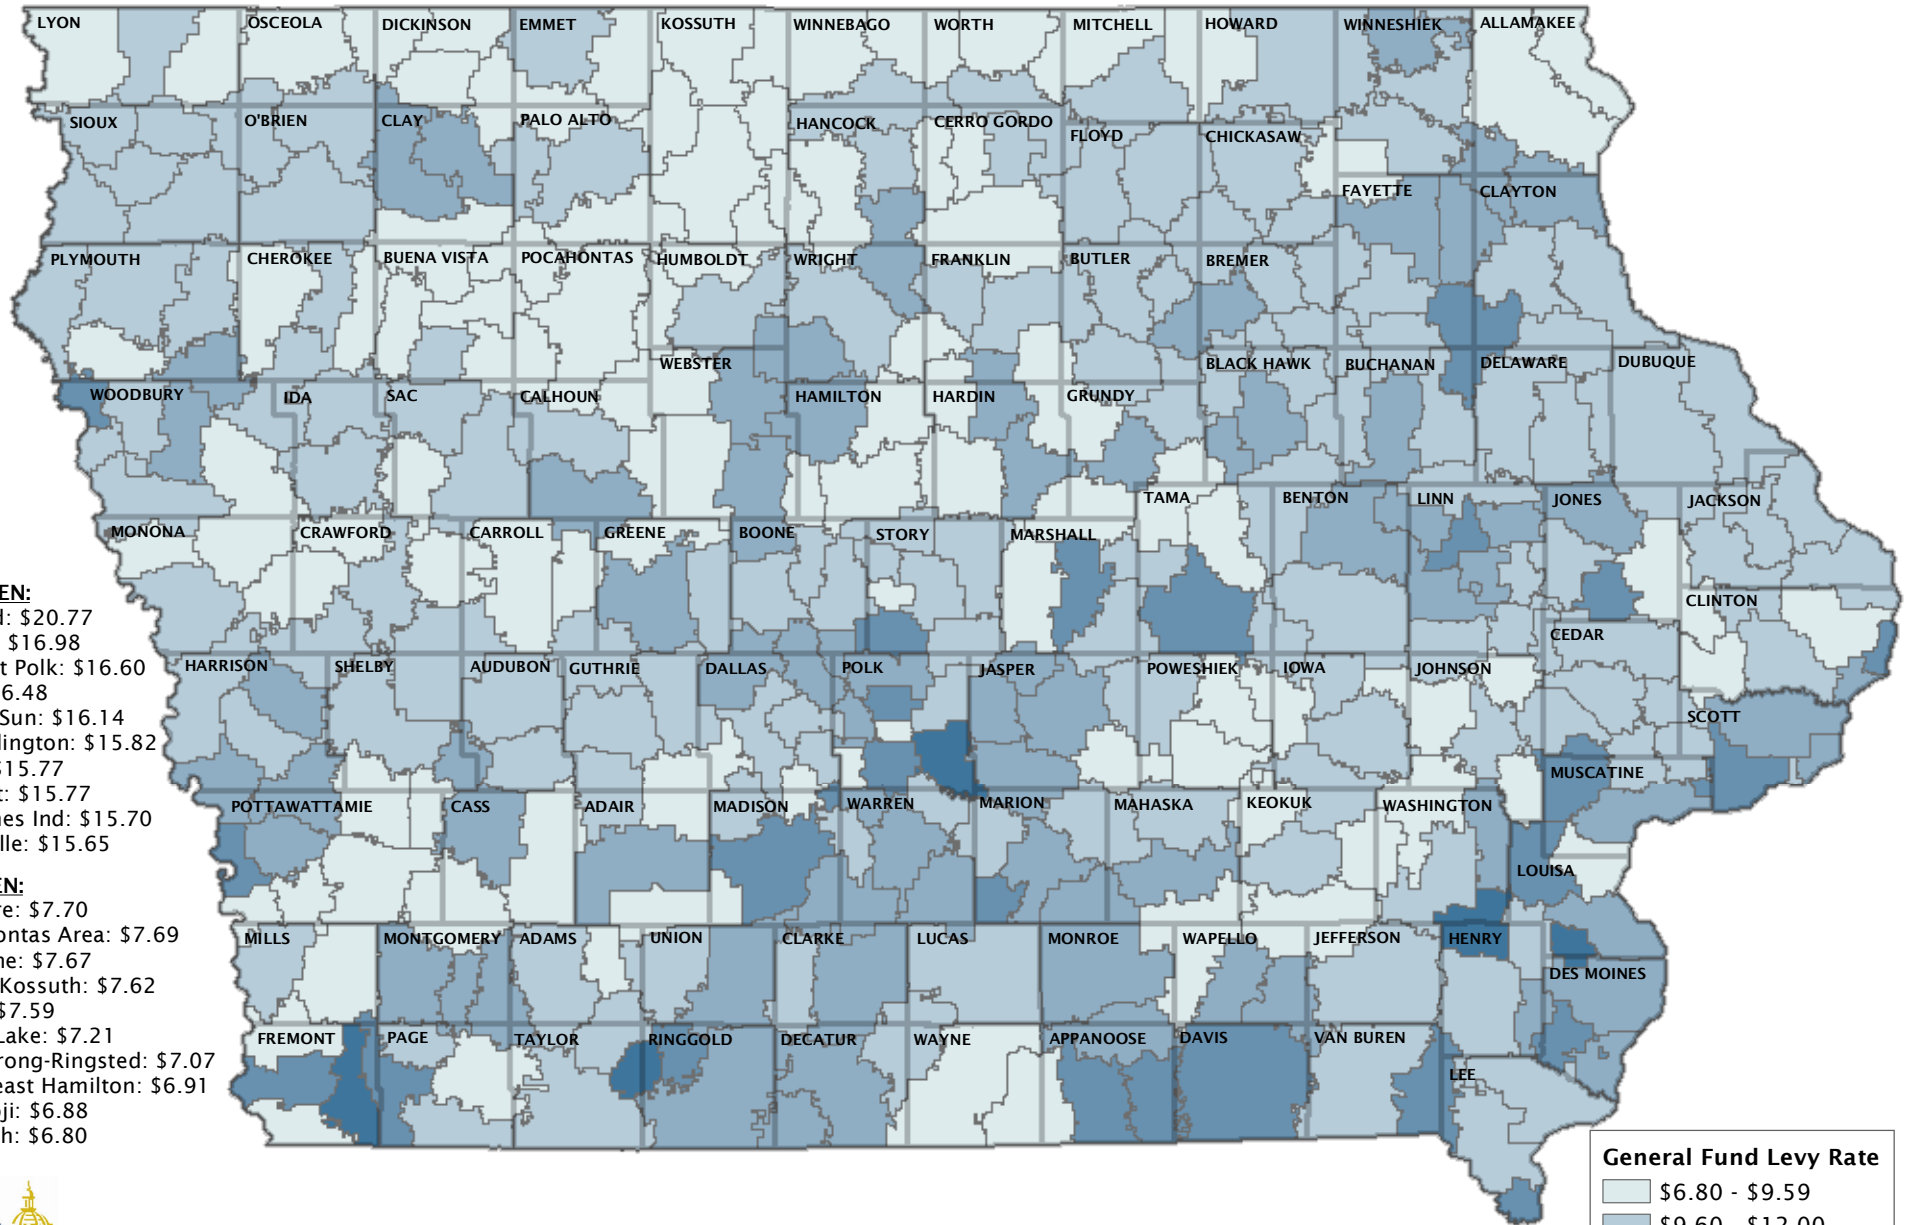 LYON OSCEOLA DICKINSON EMMET KOSSUTH WINNEBAGO WORTH MITCHELL HOWARD WINNESHIEK ALLAMAKEE
SIOUX O'BRIEN CLAY PALO ALTO HANCOCK CERRO GORDO FLOYD CHICKASAW
FAYETTE CLAYTON
PLYMOUTH CHEROKEE BUENA VISTA POCAHONTAS HUMBOLDT WRIGHT FRANKLIN BUTLER BREMER
WEBSTER BLACK HAWK BUCHANAN DELAWARE DUBUQUE
WOODBURY IDA SAC CALHOUN HAMILTON HARDIN GRUNDY
TAMA BENTON LINN JONES JACKSON
MONONA CRAWFORD CARROLL GREENE BOONE STORY MARSHALL
CLINTON
CEDAR
HARRISON SHELBY AUDUBON GUTHRIE DALLAS POLK JASPER POWESHIEK IOWA JOHNSON
SCOTT
MUSCATINE
POTTAWATTAMIE CASS ADAIR MADISON WARREN MARION MAHASKA KEOKUK WASHINGTON
LOUISA
MILLS MONTGOMERY ADAMS UNION CLARKE LUCAS MONROE WAPELLO JEFFERSON HENRY
DES MOINES
FREMONT PAGE TAYLOR RINGGOLD DECATUR WAYNE APPANOOSE DAVIS VAN BUREN
LEE
EN:
d: $20.77
$16.98
t Polk: $16.60
6.48
Sun: $16.14
lington: $15.82
$15.77
t: $15.77
nes Ind: $15.70
lle: $15.65
EN:
re: $7.70
ontas Area: $7.69
ne: $7.67
Kossuth: $7.62
$7.59
Lake: $7.21
rong-Ringsted: $7.07
east Hamilton: $6.91
ji: $6.88
h: $6.80
General Fund Levy Rate
$6.80 - $9.59
$9.60 - $12.00